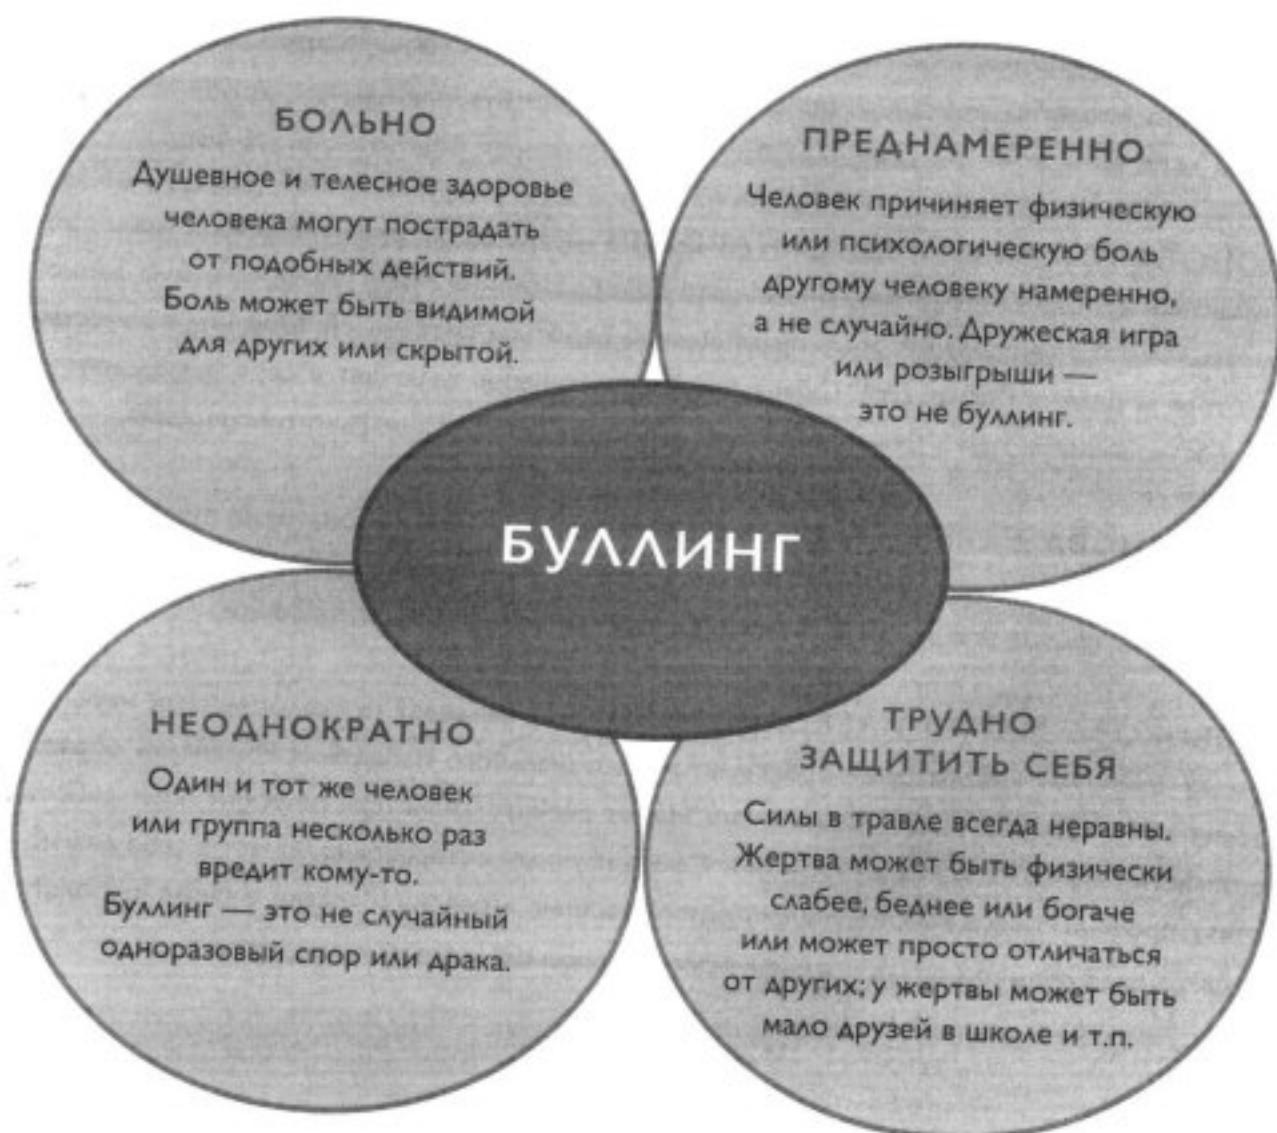 БОЛЬНО
Душевное и телесное здоровье
человека могут пострадать
от подобных действий.
Боль может быть видимой
для других или скрытой.
ПРЕДНАМЕРЕННО
Человек причиняет физическую
или психологическую боль
другому человеку намеренно,
а не случайно. Дружеская игра
или розыгрыши —
это не буллинг.
БУЛЛИНГ
НЕОДНОКРАТНО
Один и тот же человек
или группа несколько раз
вредит кому-то.
Буллинг — это не случайный
одноразовый спор или драка.
ТРУДНО
ЗАЩИТИТЬ СЕБЯ
Силы в травле всегда неравны.
Жертва может быть физически
слабее, беднее или богаче
или может просто отличаться
от других; у жертвы может быть
мало друзей в школе и т.п.